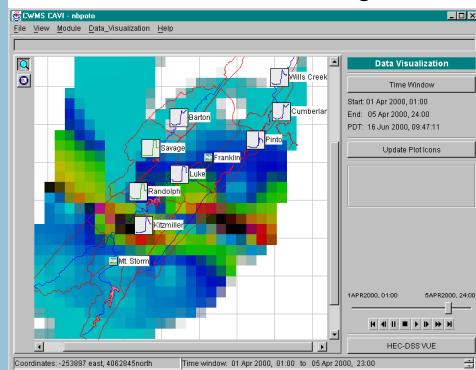 CWMS CAVI - nbpoto
File View Module Data_Visualization Help
Data Visualization
Time Window
Start: 01 Apr 2000, 01:00
End: 05 Apr 2000, 24:00
PDT: 16 Jun 2000, 09:47:11
Update Plot Icons
Wills Creek
Cumberlan
Barton
Pinto
Savage
Franklin
Luke
Randolph
Kitzmiller
Mt. Storm
1APR2000, 01:00 5APR2000, 24:00
HEC-DSS VUE
Coordinates: -253897 east, 4062845north Time window: 01 Apr 2000, 01:00 to 05 Apr 2000, 23:00